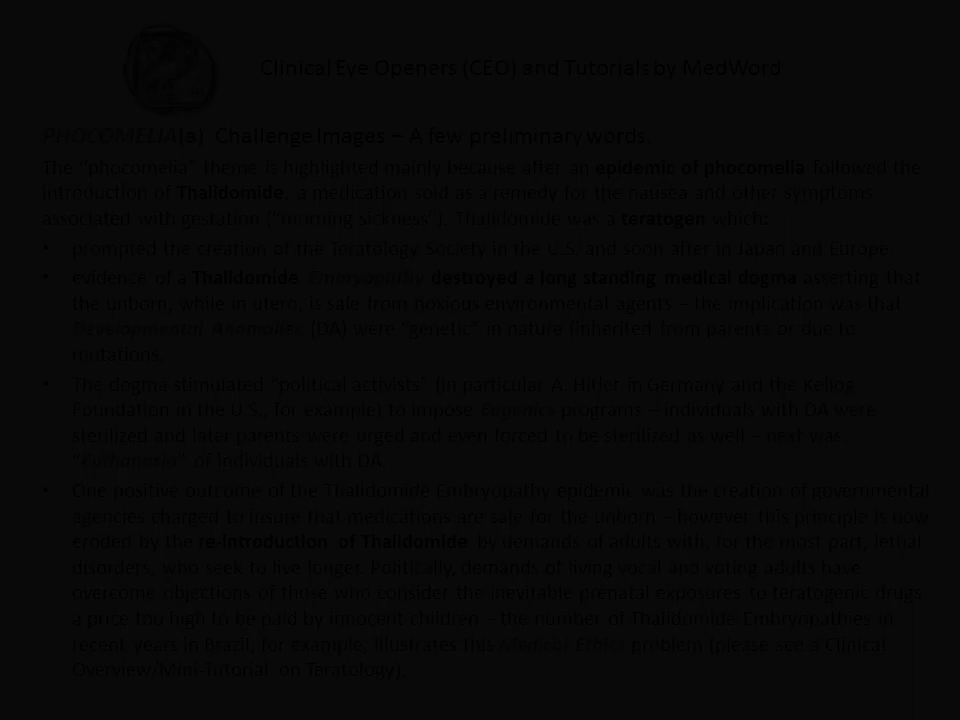 Clinical Eye Openers (CEO) and Tutorials by MedWord
PHOCOMELIA(a) Challenge Images – A few preliminary words.
The “phocomelia” theme is highlighted mainly because after an epidemic of phocomelia followed the
introduction of Thalidomide, a medication sold as a remedy for the nausea and other symptoms
associated with gestation (“morning sickness”). Thalidomide was a teratogen which:
• prompted the creation of the Teratology Society in the U.S. and soon after in Japan and Europe
• evidence of a Thalidomide Embryopathy destroyed a long standing medical dogma asserting that
the unborn, while in utero, is safe from noxious environmental agents – the implication was that
Developmental Anomalies (DA) were “genetic” in nature (inherited from parents or due to
mutations.
• The dogma stimulated “political activists” (in particular A. Hitler in Germany and the Kellog
Foundation in the U.S., for example) to impose Eugenics programs – individuals with DA were
sterilized and later parents were urged and even forced to be sterilized as well – next was
“Euthanasia” of individuals with DA.
• One positive outcome of the Thalidomide Embryopathy epidemic was the creation of governmental
agencies charged to insure that medications are safe for the unborn – however this principle is now
eroded by the re-introduction of Thalidomide by demands of adults with, for the most part, lethal
disorders, who seek to live longer. Politically, demands of living vocal and voting adults have
overcome objections of those who consider the inevitable prenatal exposures to teratogenic drugs
a price too high to be paid by innocent children – the number of Thalidomide Embryopathies in
recent years in Brazil, for example, illustrates this Medical Ethics problem (please see a Clinical
Overview/Mini-Tutorial on Teratology).